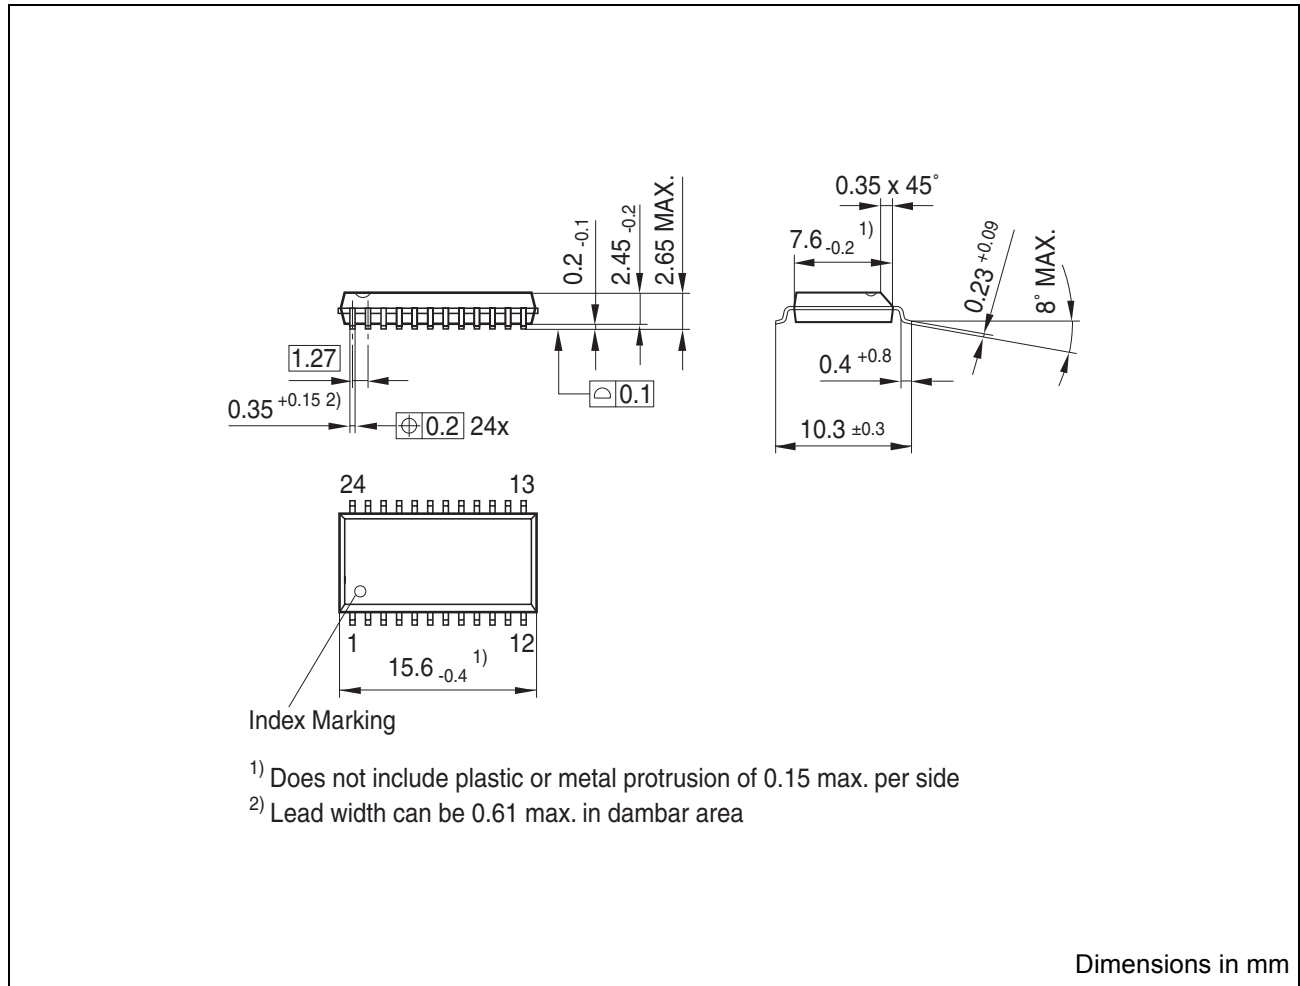 0.35 x 45˚
7.6 -0.2 1)
0.2 -0.1
2.45 -0.2
2.65 MAX.
0.23 +0.09
8˚ MAX.
1.27
0.1
0.4 +0.8
0.35 +0.15 2)
0.2 24x
10.3 ±0.3
24 13
1 12
15.6 -0.4 1)
Index Marking
1) Does not include plastic or metal protrusion of 0.15 max. per side
2) Lead width can be 0.61 max. in dambar area
Dimensions in mm